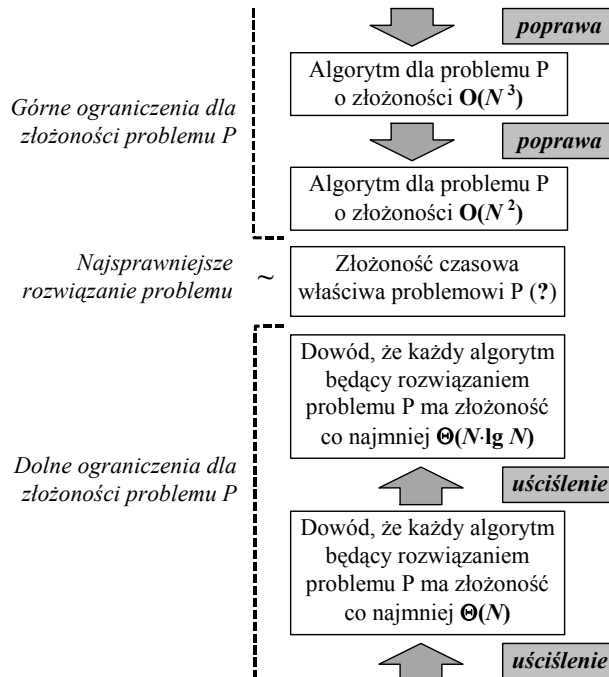 poprawa
Algorytm dla problemu P
o złożoności O(N³)
Górne ograniczenia dla
złożoności problemu P
poprawa
Algorytm dla problemu P
o złożoności O(N²)
Najsprawniejsze
rozwiązanie problemu
~
Złożoność czasowa
właściwa problemowi P (?)
Dowód, że każdy algorytm
będący rozwiązaniem
problemu P ma złożoność
co najmniej Θ(N·lg N)
Dolne ograniczenia dla
złożoności problemu P
uściślenie
Dowód, że każdy algorytm
będący rozwiązaniem
problemu P ma złożoność
co najmniej Θ(N)
uściślenie